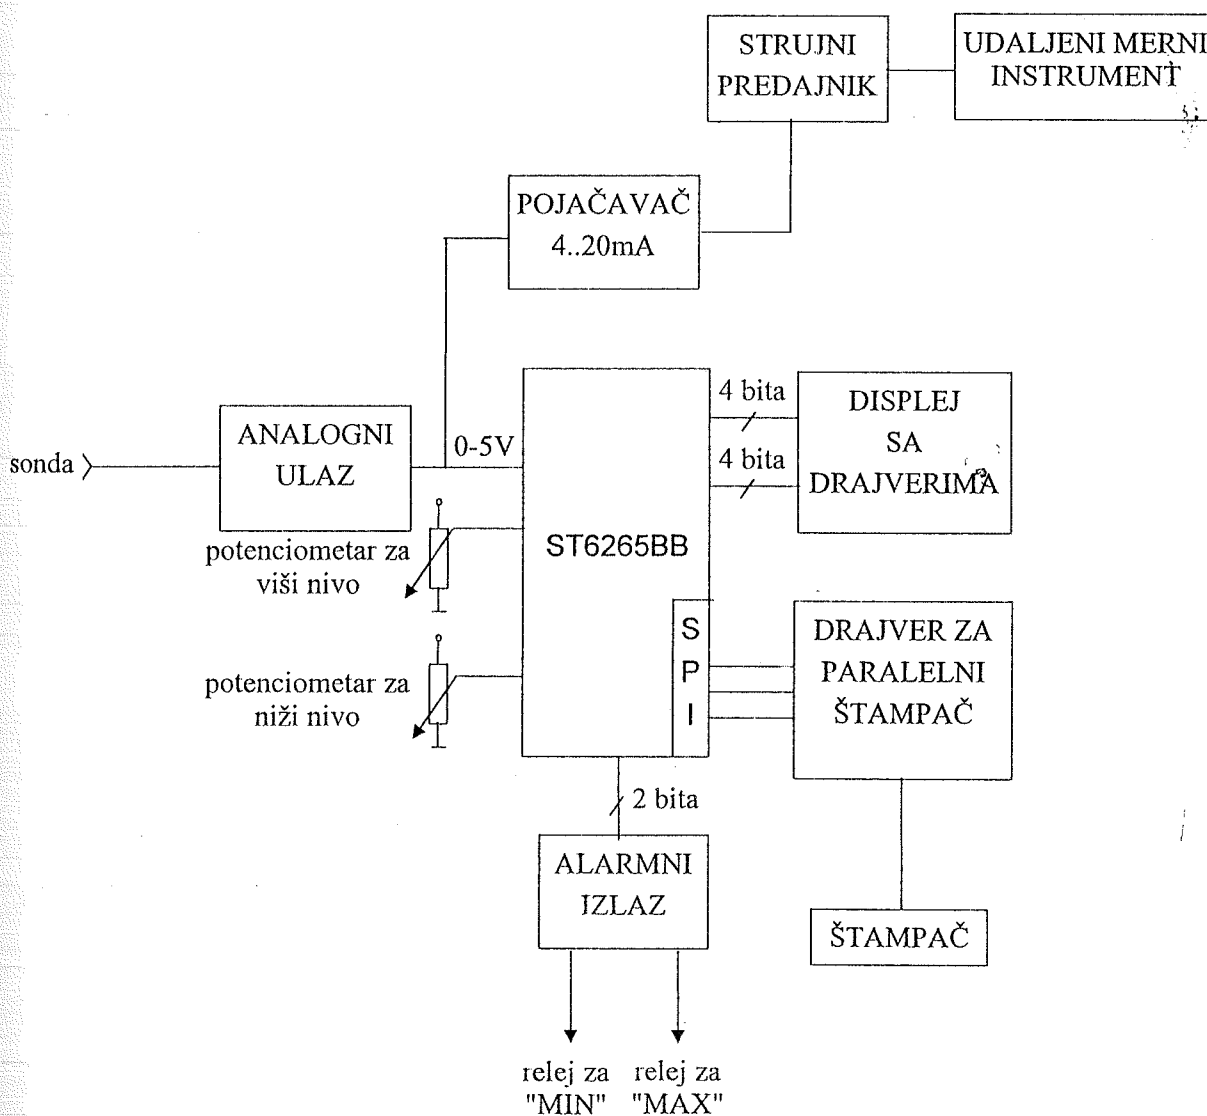 STRUJNI
PREDAJNIK
UDALJENI MERNI
INSTRUMENT
POJAČAVAČ
4..20mA
sonda
ANALOGNI
ULAZ
0-5V
ST6265BB
4 bita
4 bita
DISPLEJ
SA
DRAJVERIMA
potenciometar za
viši nivo
potenciometar za
niži nivo
S
P
I
DRAJVER ZA
PARALELNI
ŠTAMPAČ
2 bita
ALARMNI
IZLAZ
ŠTAMPAČ
relej za
"MIN"
relej za
"MAX"